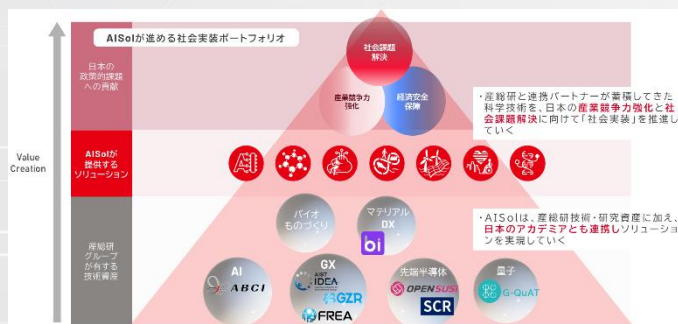 AISolが進める社会実装ポートフォリオ
日本の
政策的課題
への貢献
社会課題
解決
産業競争力
強化
経済安全
保障
・産総研と連携パートナーが蓄積してきた
科学技術を、日本の産業競争力強化と社
会課題解決に向けて「社会実装」を推進し
ていく
Value
Creation
AISolが
提供する
ソリューション
バイオ
ものづくり
マテリアル
DX
bi
・AISolは、産総研技術・研究資産に加え、
日本のアカデミアとも連携しソリューショ
ンを実現していく
産総研
グループ
が有する
技術資産
AI
ABCI
GX
AIST
IDEA
GZR
FREA
先端半導体
OPENSUSI
SCR
量子
G-QuAT